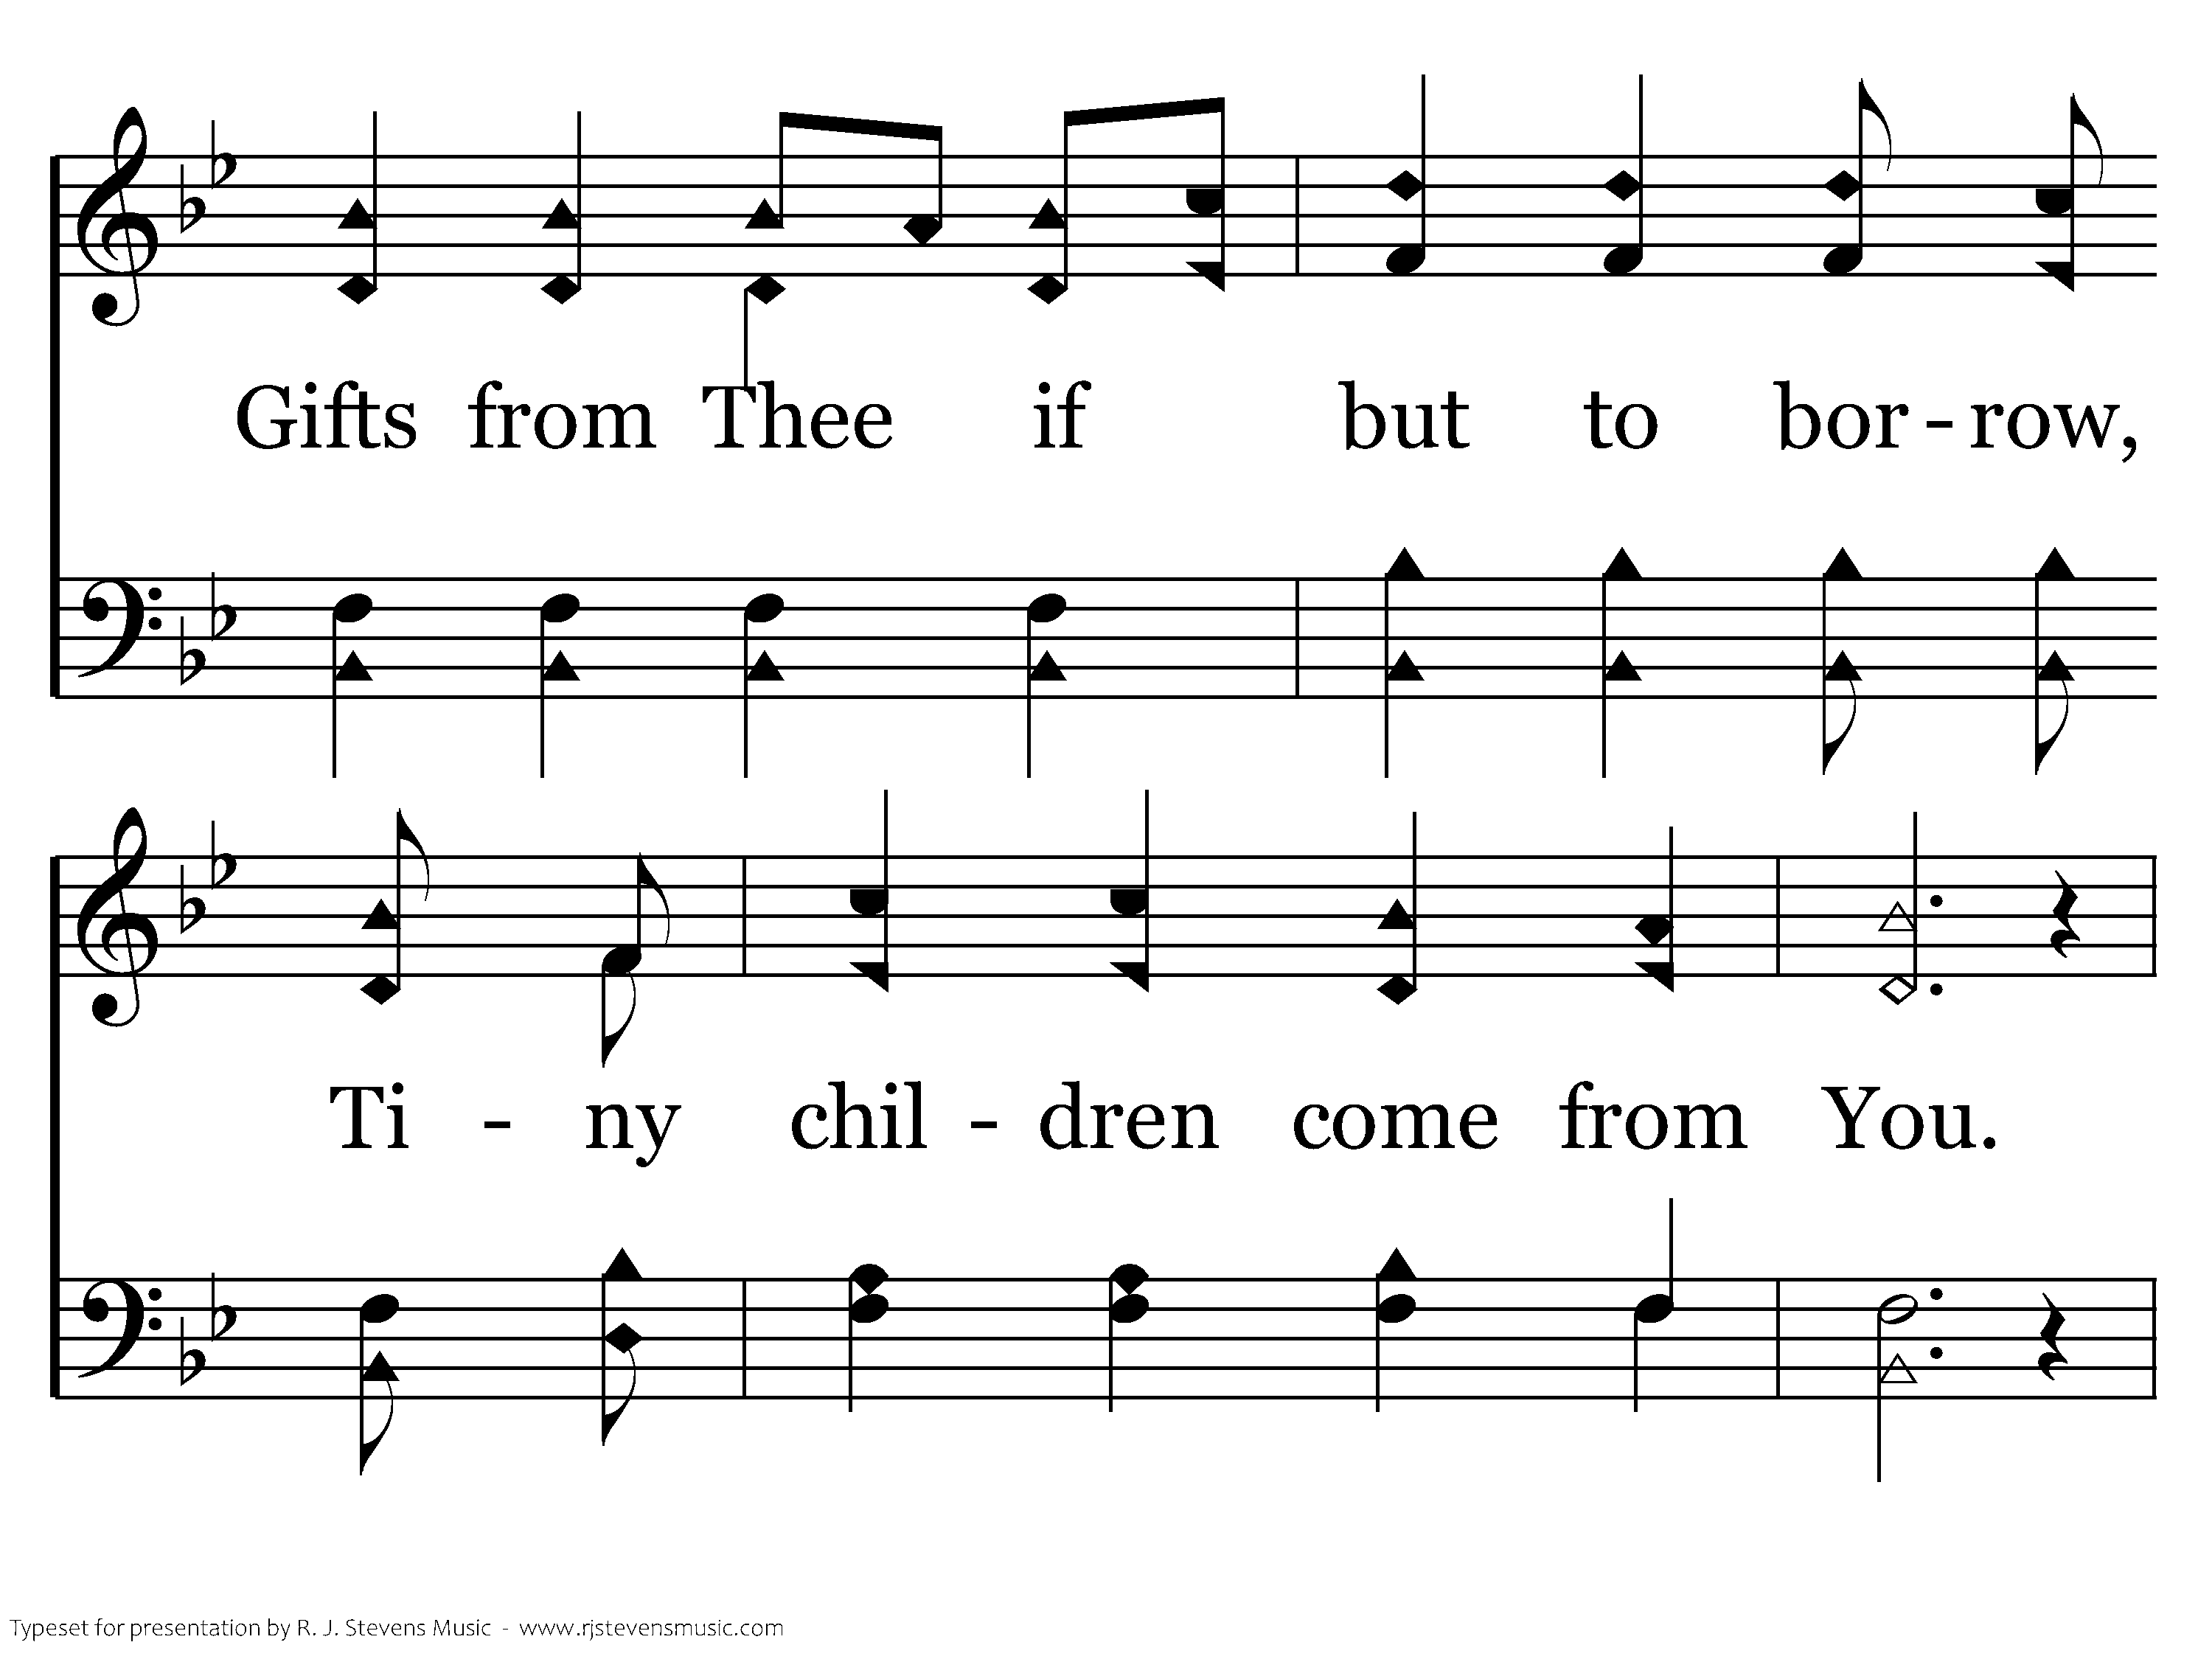 Gifts from Thee if but to bor - row,
Ti - ny chil - dren come from You.
Typeset for presentation by R. J. Stevens Music - www.rjstevensmusic.com